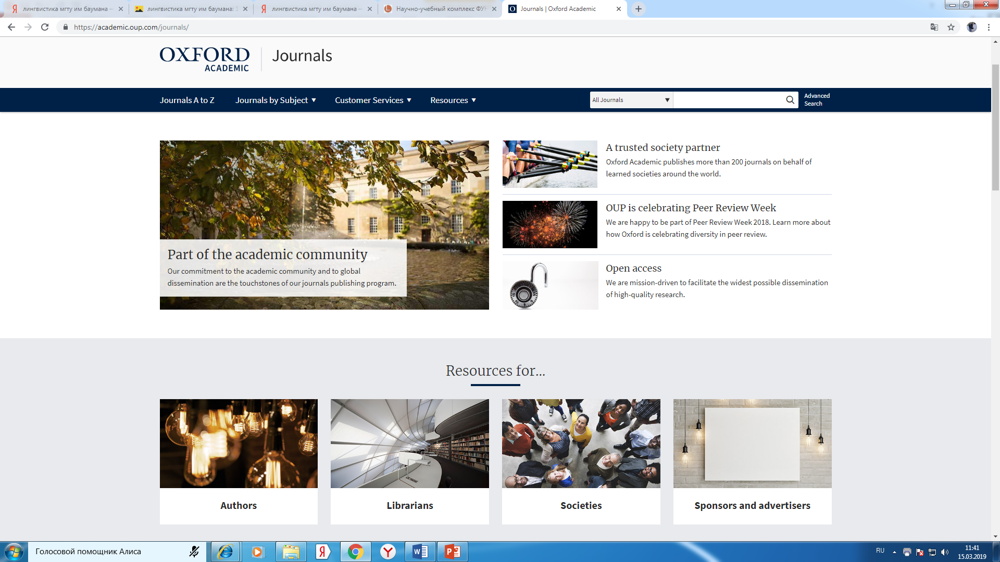 лингвистика мгту им баумана —
лингвистика мгту им баумана: 1
лингвистика мгту им баумана —
Научно-учебный комплекс ФУН
Journals | Oxford Academic
https://academic.oup.com/journals/
OXFORD
ACADEMIC
Journals
Journals A to Z
Journals by Subject
Customer Services
Resources
All Journals
Advanced
Search
Part of the academic community
Our commitment to the academic community and to global
dissemination are the touchstones of our journals publishing program.
A trusted society partner
Oxford Academic publishes more than 200 journals on behalf of
learned societies around the world.
OUP is celebrating Peer Review Week
We are happy to be part of Peer Review Week 2018. Learn more about
how Oxford is celebrating diversity in peer review.
Open access
We are mission-driven to facilitate the widest possible dissemination
of high-quality research.
Resources for...
Authors
Librarians
Societies
Sponsors and advertisers
Голосовой помощник Алиса
RU
11:41
15.03.2019